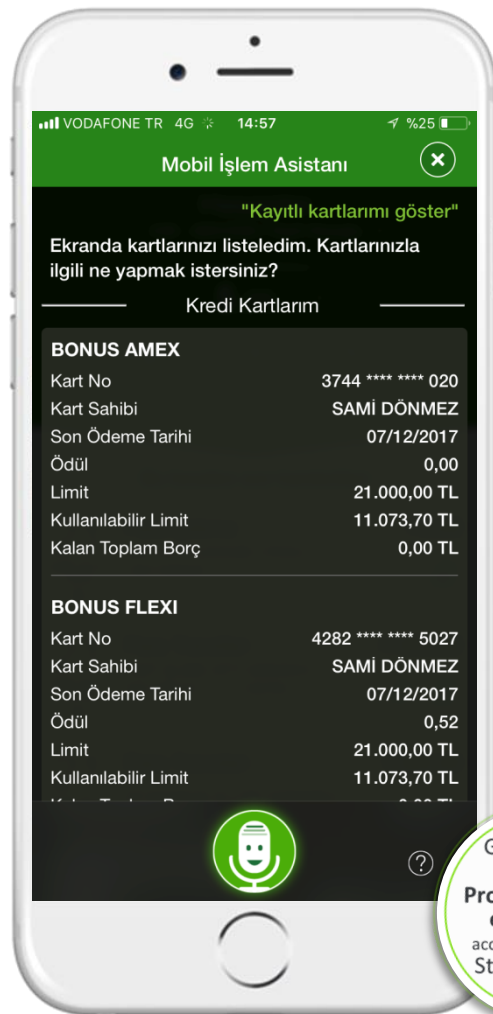 VODAFONE TR 4G 14:57 %25
Mobil İşlem Asistanı
"Kayıtlı kartlarımı göster"
Ekranda kartlarınızı listeledim. Kartlarınızla
ilgili ne yapmak istersiniz?
Kredi Kartlarım
BONUS AMEX
Kart No 3744 **** **** 020
Kart Sahibi SAMİ DÖNMEZ
Son Ödeme Tarihi 07/12/2017
Ödül 0,00
Limit 21.000,00 TL
Kullanılabilir Limit 11.073,70 TL
Kalan Toplam Borç 0,00 TL
BONUS FLEXI
Kart No 4282 **** **** 5027
Kart Sahibi SAMİ DÖNMEZ
Son Ödeme Tarihi 07/12/2017
Ödül 0,52
Limit 21.000,00 TL
Kullanılabilir Limit 11.073,70 TL
?